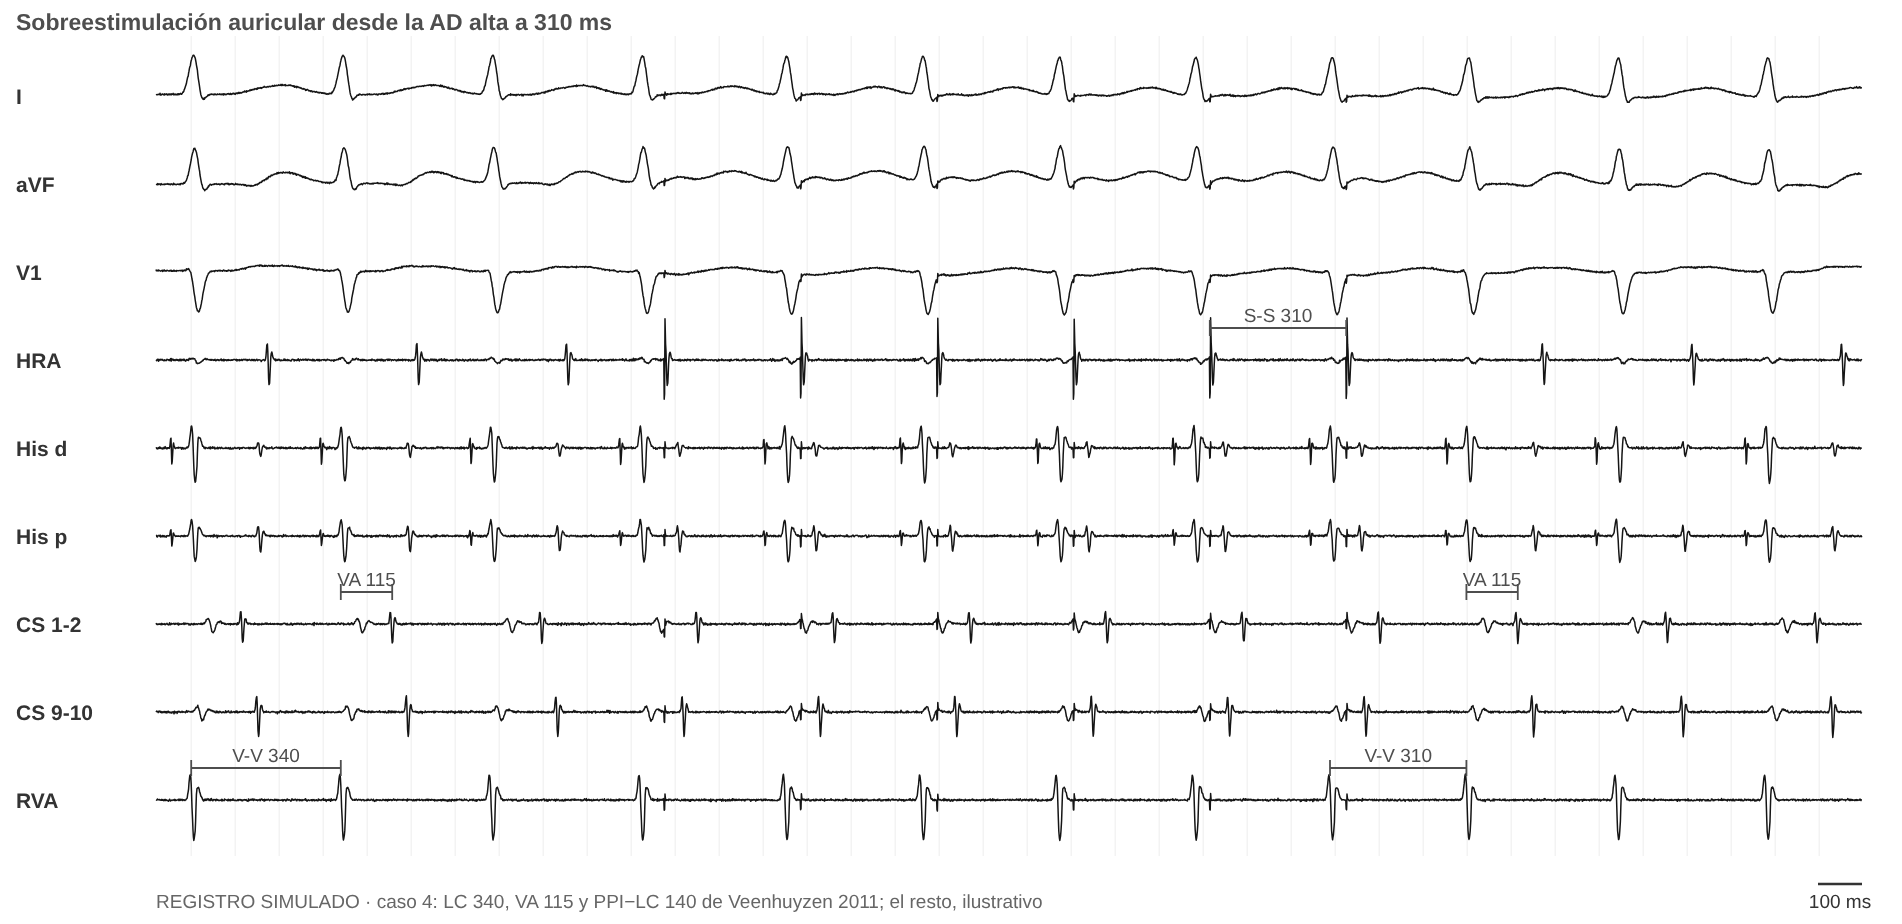 Sobreestimulación auricular desde la AD alta a 310 ms
I
aVF
V1
S-S 310
HRA
His d
His p
VA 115
VA 115
CS 1-2
CS 9-10
V-V 340
V-V 310
RVA
REGISTRO SIMULADO · caso 4: LC 340, VA 115 y PPI−LC 140 de Veenhuyzen 2011; el resto, ilustrativo
100 ms